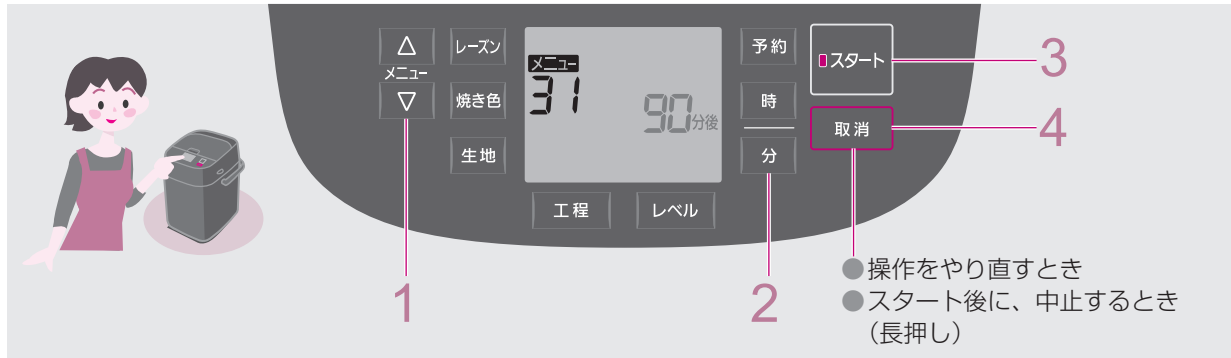 △
メニュー
▽
レーズン
焼き色
生地
メニュー
31
90分後
工程
レベル
予約
時
分
スタート
取消
1
2
3
4
●操作をやり直すとき
●スタート後に、中止するとき
（長押し）